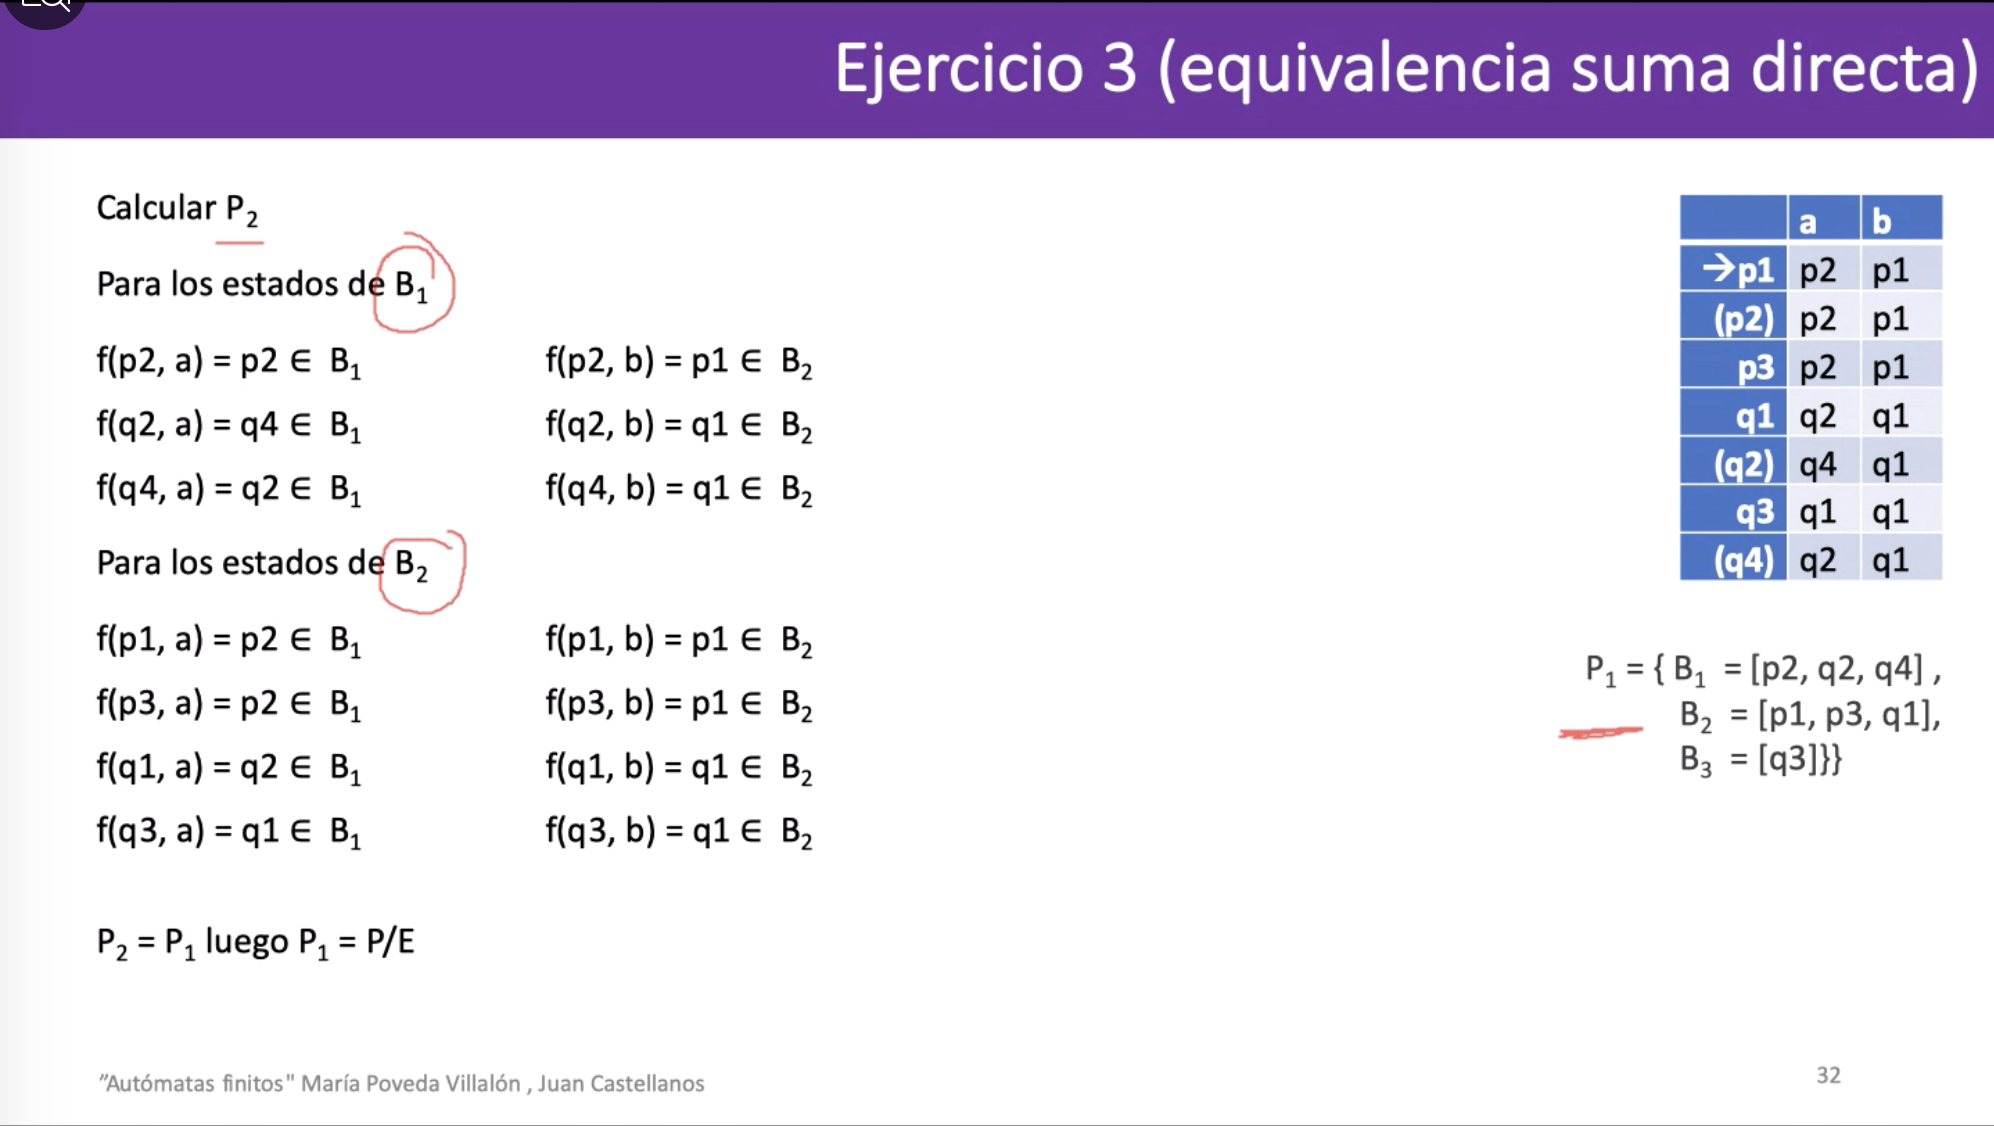 Ejercicio 3 (equivalencia suma directa)
Calcular P₂
Para los estados de B₁
f(p2, a) = p2 ∈ B₁ f(p2, b) = p1 ∈ B₂
f(q2, a) = q4 ∈ B₁ f(q2, b) = q1 ∈ B₂
f(q4, a) = q2 ∈ B₁ f(q4, b) = q1 ∈ B₂
Para los estados de B₂
f(p1, a) = p2 ∈ B₁ f(p1, b) = p1 ∈ B₂
f(p3, a) = p2 ∈ B₁ f(p3, b) = p1 ∈ B₂
f(q1, a) = q2 ∈ B₁ f(q1, b) = q1 ∈ B₂
f(q3, a) = q1 ∈ B₁ f(q3, b) = q1 ∈ B₂
P₂ = P₁ luego P₁ = P/E
a b
→p1 p2 p1
(p2) p2 p1
p3 p2 p1
q1 q2 q1
(q2) q4 q1
q3 q1 q1
(q4) q2 q1
P₁ = { B₁ = [p2, q2, q4] ,
B₂ = [p1, p3, q1],
B₃ = [q3]}}
"Autómatas finitos" María Poveda Villalón , Juan Castellanos
32